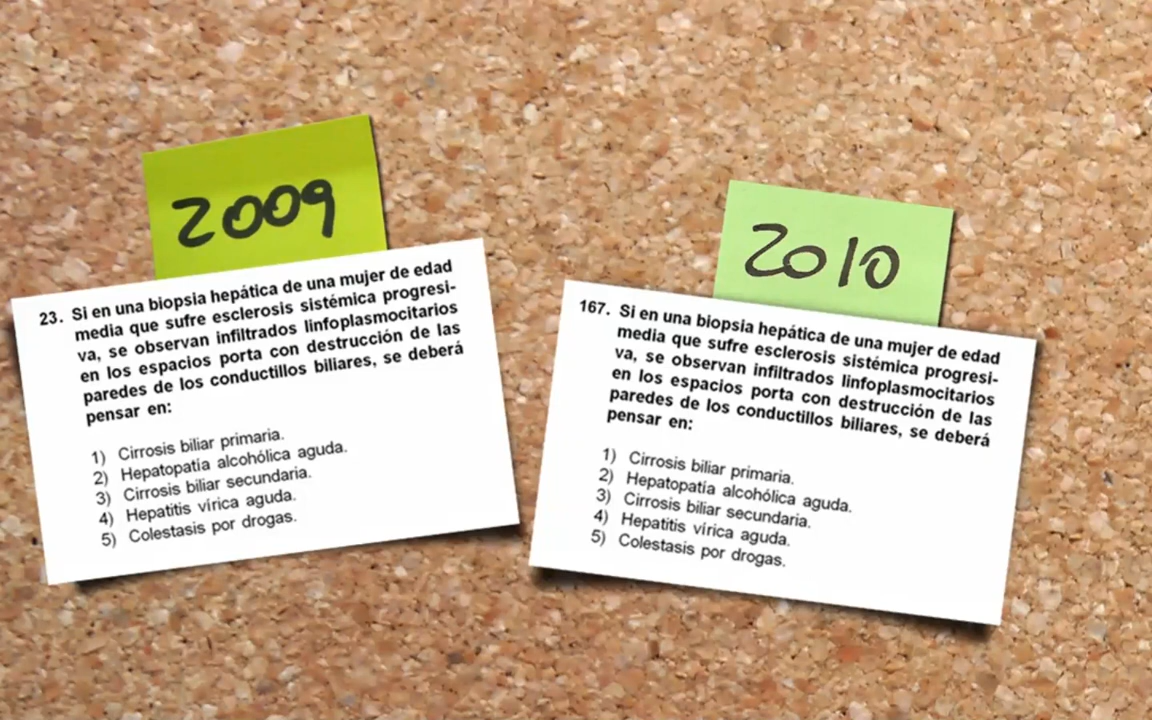 2009
23. Si en una biopsia hepática de una mujer de edad
media que sufre esclerosis sistémica progresi-
va, se observan infiltrados linfoplasmocitarios
en los espacios porta con destrucción de las
paredes de los conductillos biliares, se deberá
pensar en:
1) Cirrosis biliar primaria.
2) Hepatopatía alcohólica aguda.
3) Cirrosis biliar secundaria.
4) Hepatitis vírica aguda.
5) Colestasis por drogas.
2010
167. Si en una biopsia hepática de una mujer de edad
media que sufre esclerosis sistémica progresi-
va, se observan infiltrados linfoplasmocitarios
en los espacios porta con destrucción de las
paredes de los conductillos biliares, se deberá
pensar en:
1) Cirrosis biliar primaria.
2) Hepatopatía alcohólica aguda.
3) Cirrosis biliar secundaria.
4) Hepatitis vírica aguda.
5) Colestasis por drogas.